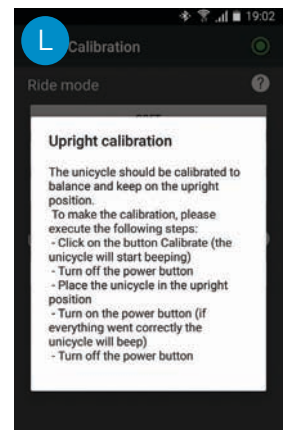 19:02
L
Calibration
Ride mode
?
Upright calibration
The unicycle should be calibrated to
balance and keep on the upright
position.
To make the calibration, please
execute the following steps:
- Click on the button Calibrate (the
unicycle will start beeping)
- Turn off the power button
- Place the unicycle in the upright
position
- Turn on the power button (if
everything went correctly the
unicycle will beep)
- Turn off the power button